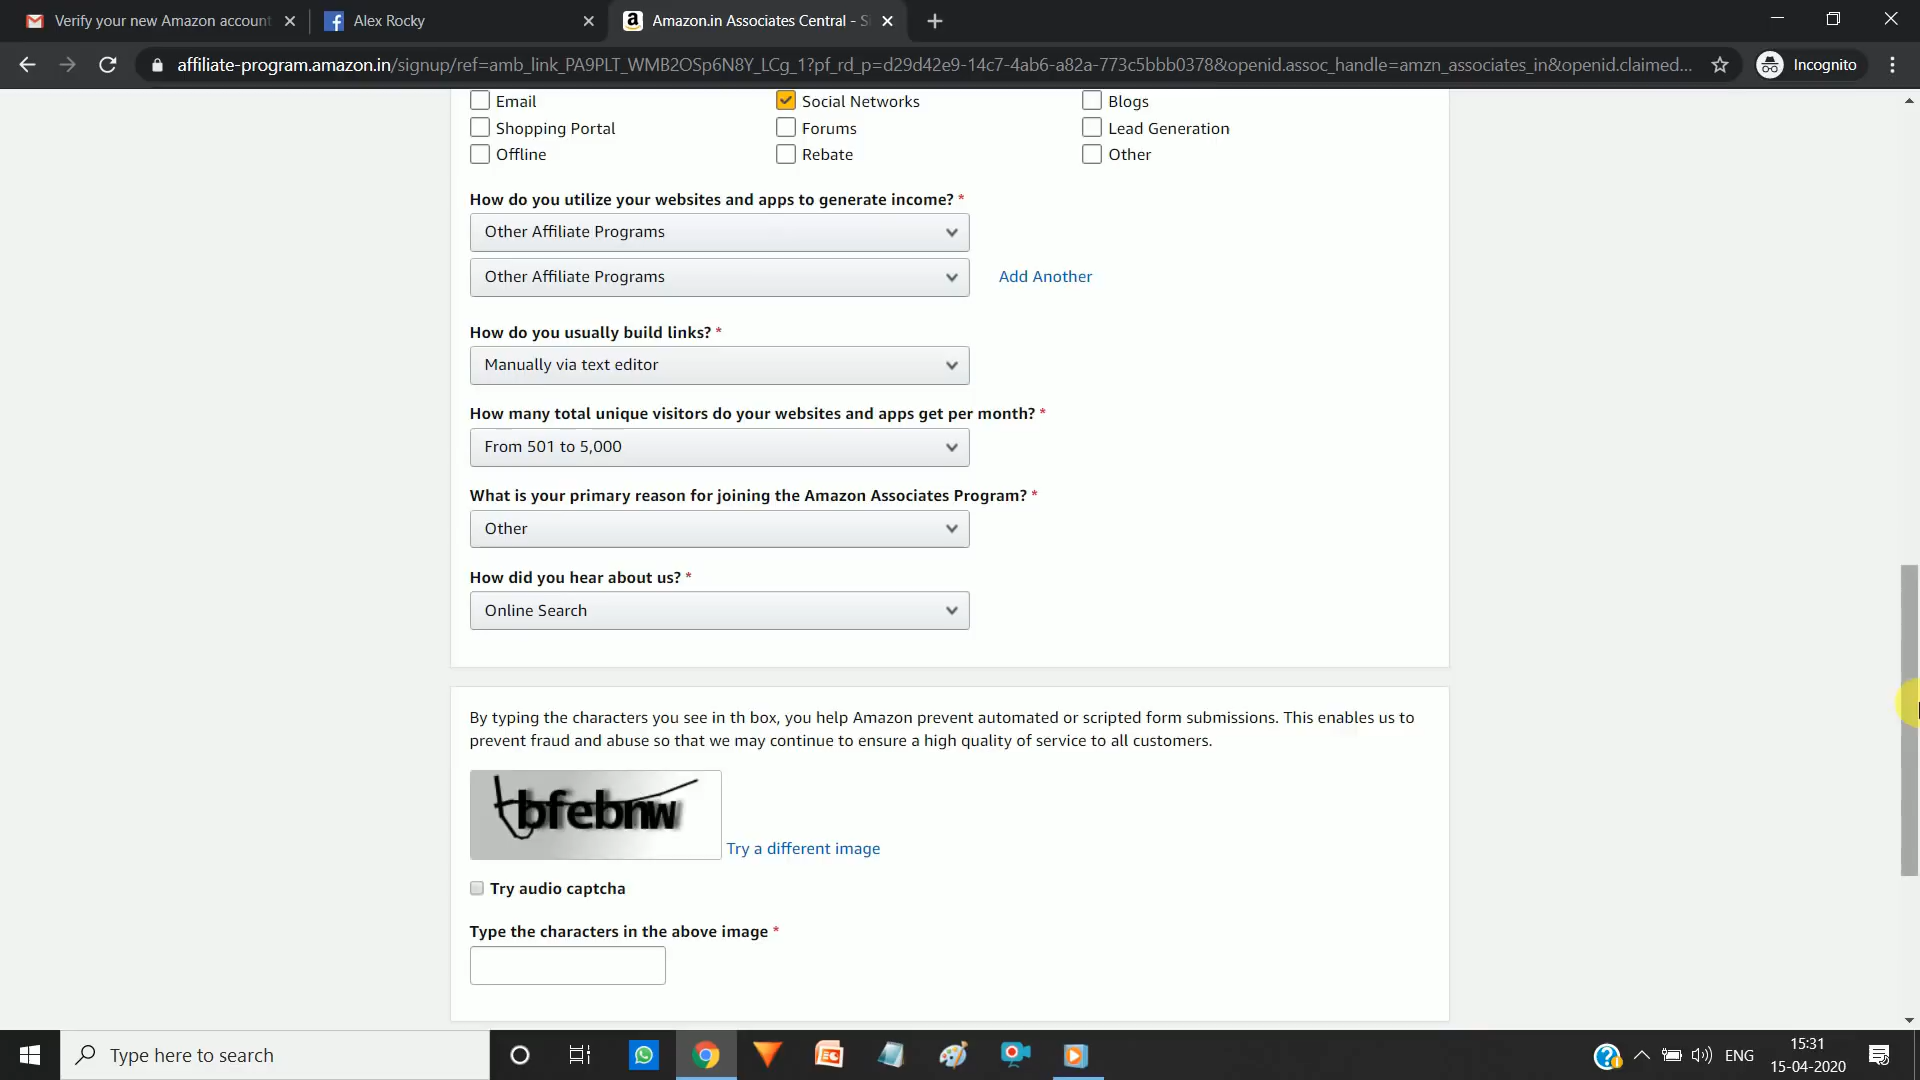 Verify your new Amazon account
Alex Rocky
Amazon.in Associates Central - S
affiliate-program.amazon.in/signup/ref=amb_link_PA9PLT_WMB2OSp6N8Y_LCg_1?pf_rd_p=d29d42e9-14c7-4ab6-a82a-773c5bbb0378&openid.assoc_handle=amzn_associates_in&openid.claimed...
Incognito
Email
Social Networks
Blogs
Shopping Portal
Forums
Lead Generation
Offline
Rebate
Other
How do you utilize your websites and apps to generate income? *
Other Affiliate Programs
Other Affiliate Programs
Add Another
How do you usually build links? *
Manually via text editor
How many total unique visitors do your websites and apps get per month? *
From 501 to 5,000
What is your primary reason for joining the Amazon Associates Program? *
Other
How did you hear about us? *
Online Search
By typing the characters you see in th box, you help Amazon prevent automated or scripted form submissions. This enables us to
prevent fraud and abuse so that we may continue to ensure a high quality of service to all customers.
bfebnw
Try a different image
Try audio captcha
Type the characters in the above image *
Type here to search
ENG
15:31
15-04-2020